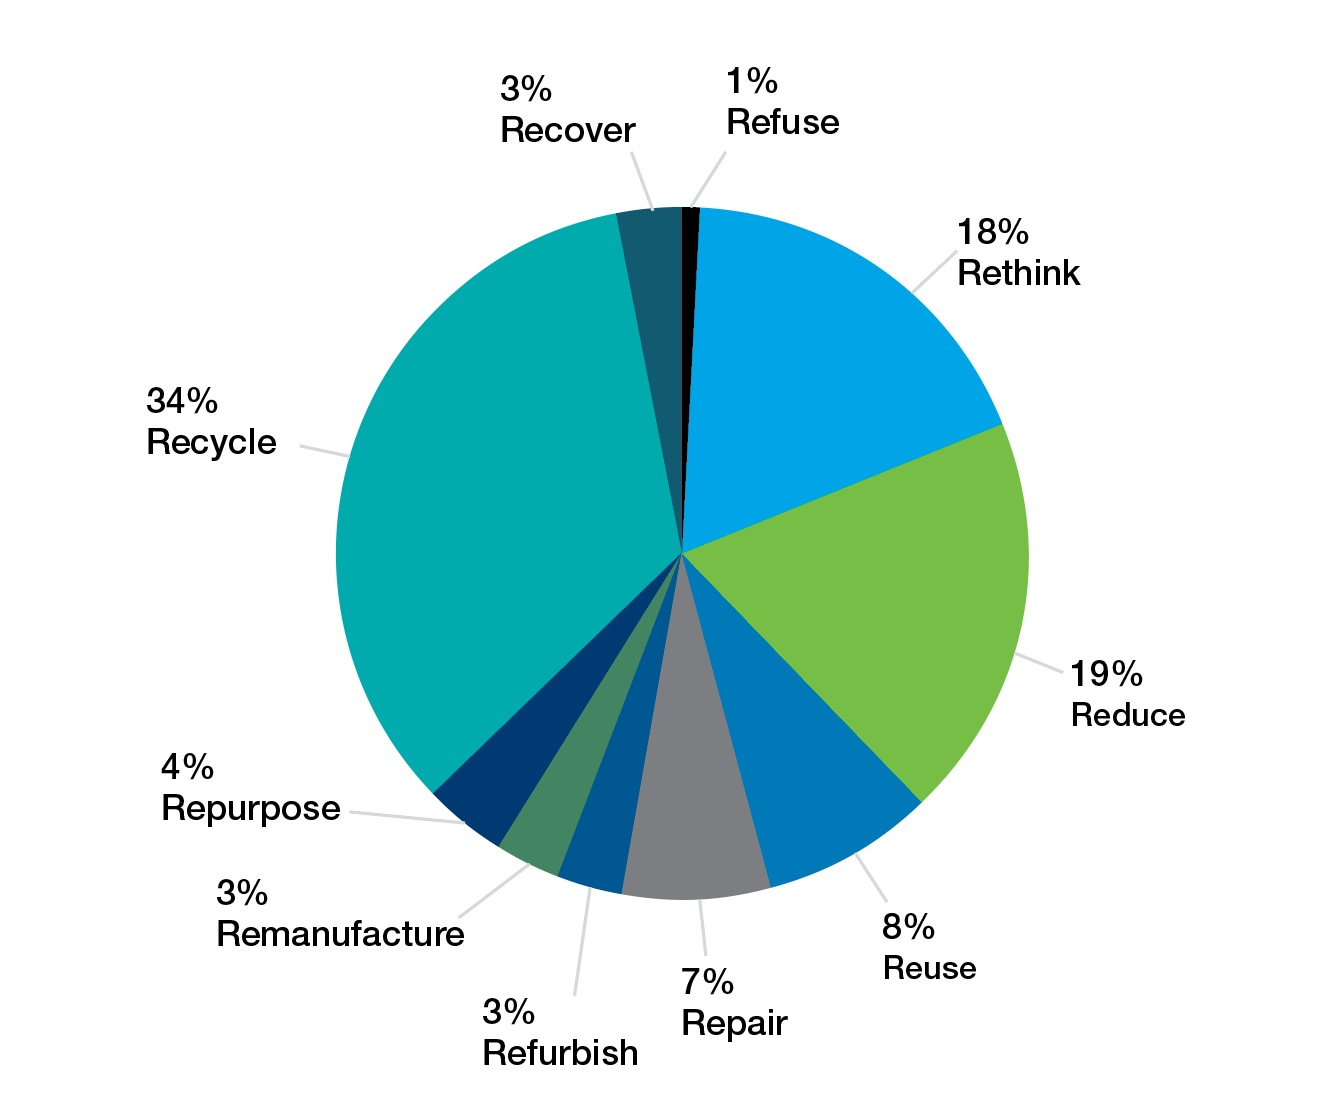 3%
Recover
1%
Refuse
18%
Rethink
34%
Recycle
19%
Reduce
4%
Repurpose
3%
Remanufacture
8%
Reuse
7%
Repair
3%
Refurbish